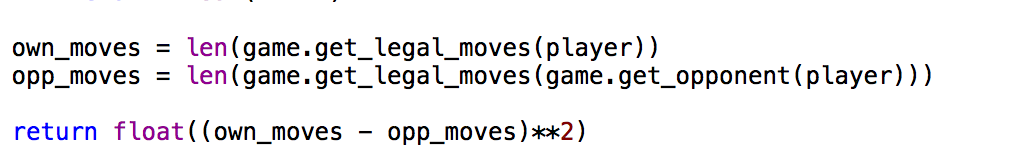 own_moves = len(game.get_legal_moves(player))
opp_moves = len(game.get_legal_moves(game.get_opponent(player)))
return float((own_moves - opp_moves)**2)